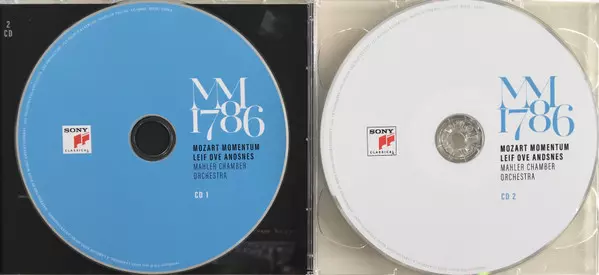 2
CD
MM
1786
SONY
CLASSICAL
MOZART MOMENTUM
LEIF OVE ANDSNES
MAHLER CHAMBER
ORCHESTRA
CD 1
MM
1786
SONY
CLASSICAL
MOZART MOMENTUM
LEIF OVE ANDSNES
MAHLER CHAMBER
ORCHESTRA
CD 2